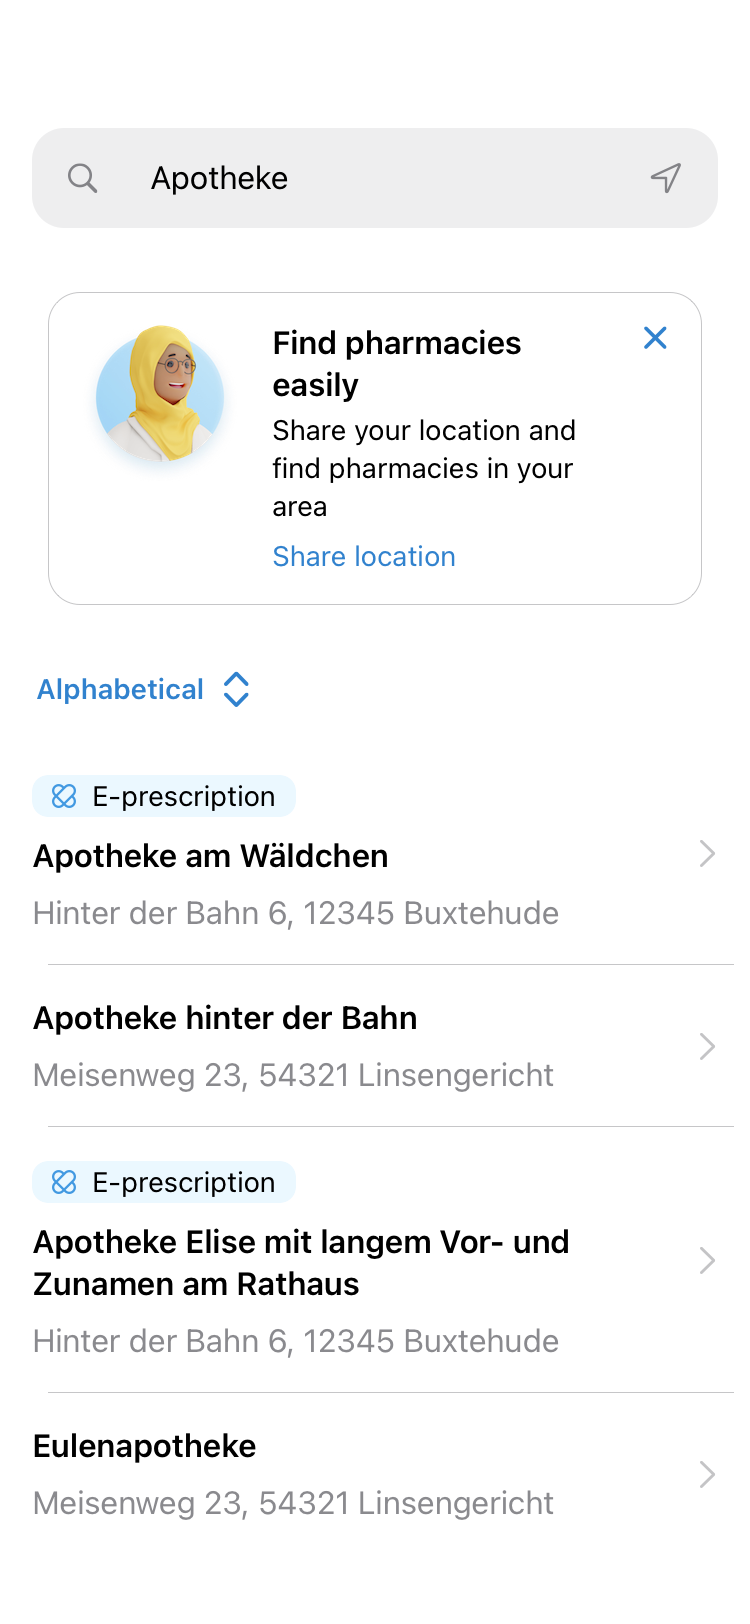 Apotheke
Find pharmacies
easily
Share your location and
find pharmacies in your
area
Share location
Alphabetical
E-prescription
Apotheke am Wäldchen
Hinter der Bahn 6, 12345 Buxtehude
Apotheke hinter der Bahn
Meisenweg 23, 54321 Linsengericht
E-prescription
Apotheke Elise mit langem Vor- und
Zunamen am Rathaus
Hinter der Bahn 6, 12345 Buxtehude
Eulenapotheke
Meisenweg 23, 54321 Linsengericht